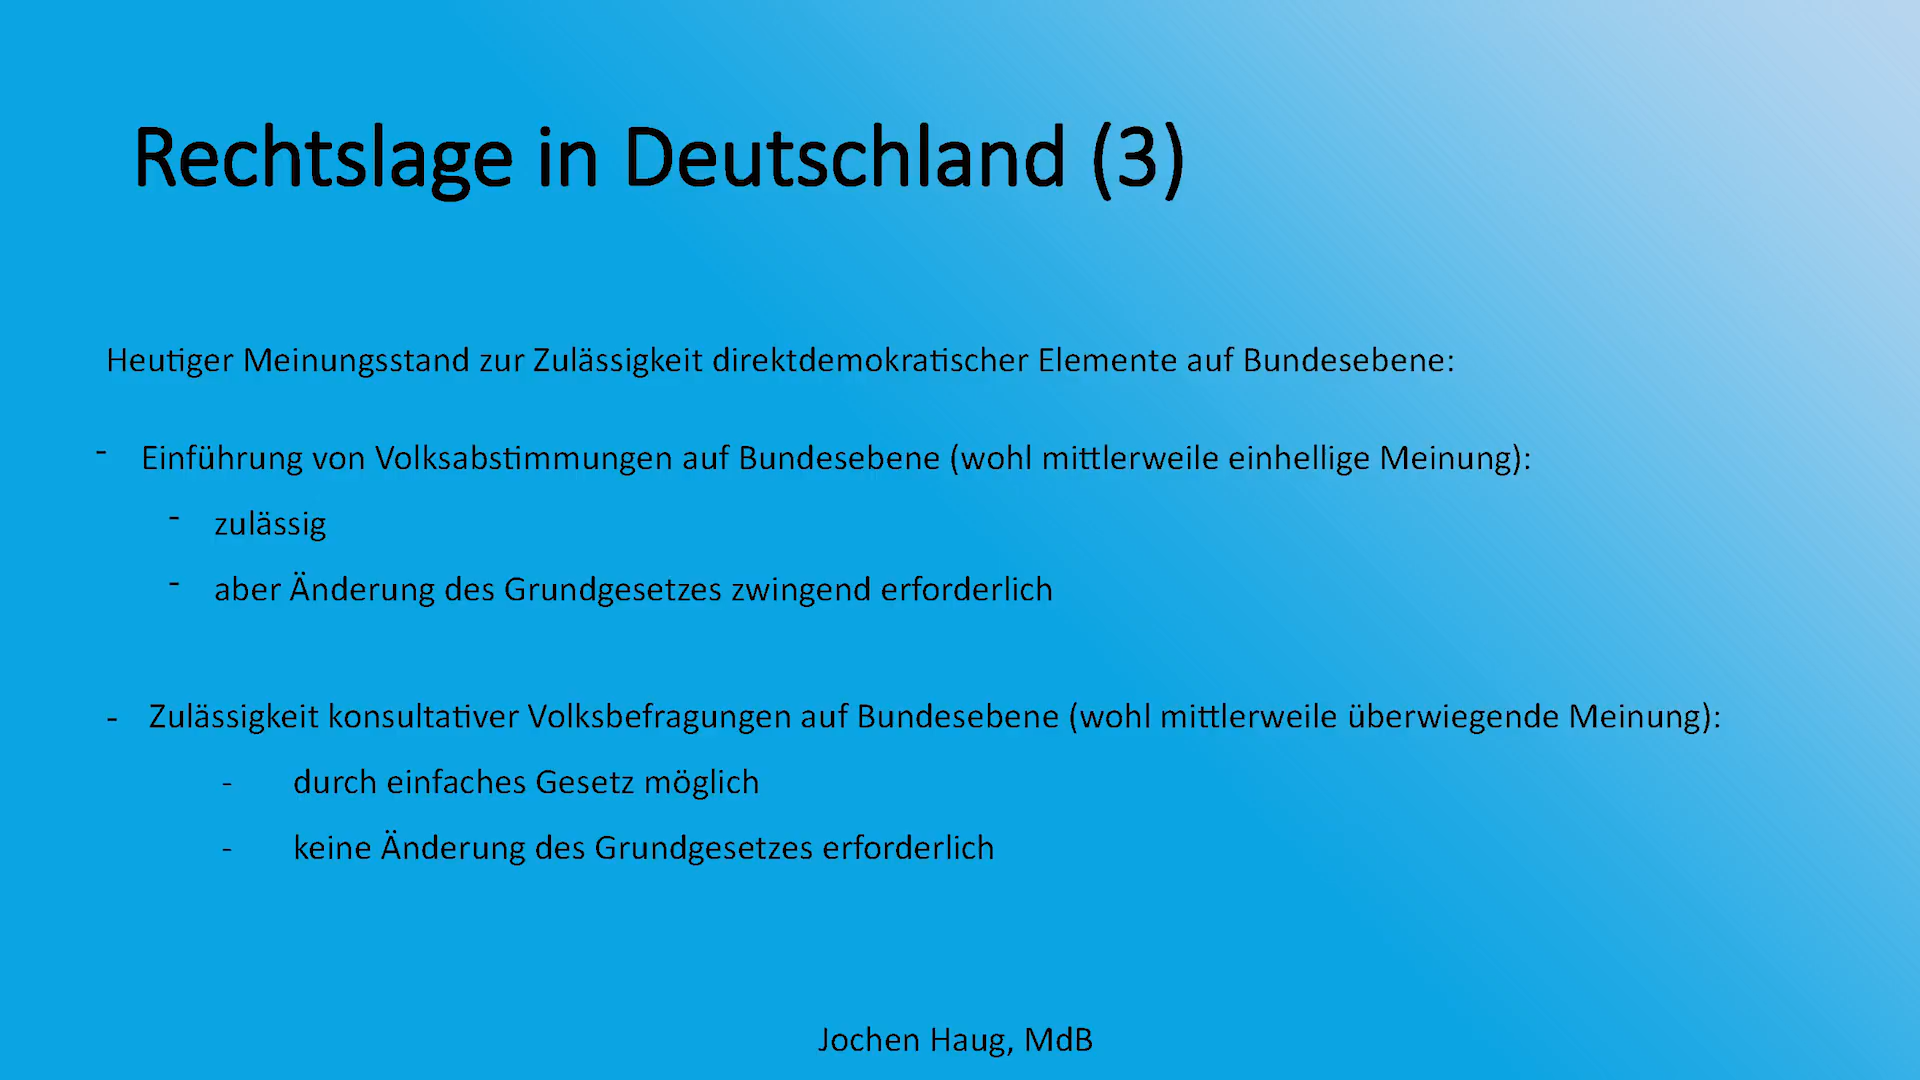 Rechtslage in Deutschland (3)
Heutiger Meinungsstand zur Zulässigkeit direktdemokratischer Elemente auf Bundesebene:
- Einführung von Volksabstimmungen auf Bundesebene (wohl mittlerweile einhellige Meinung):
- zulässig
- aber Änderung des Grundgesetzes zwingend erforderlich
- Zulässigkeit konsultativer Volksbefragungen auf Bundesebene (wohl mittlerweile überwiegende Meinung):
- durch einfaches Gesetz möglich
- keine Änderung des Grundgesetzes erforderlich
Jochen Haug, MdB